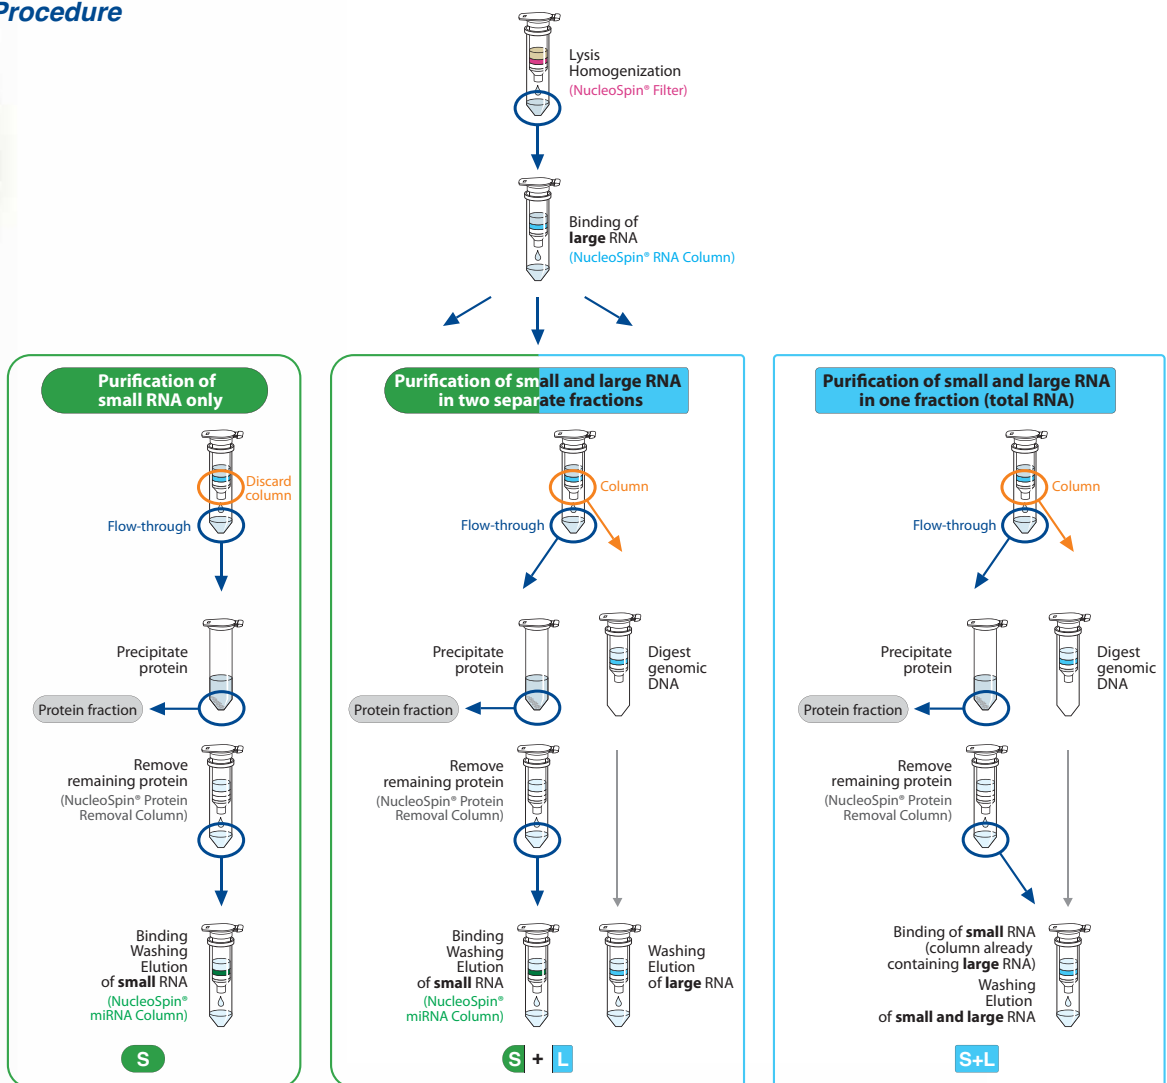 Procedure
Lysis
Homogenization
(NucleoSpin® Filter)
Binding of
large RNA
(NucleoSpin® RNA Column)
Purification of
small RNA only
Discard
column
Flow-through
Precipitate
protein
Protein fraction
Remove
remaining protein
(NucleoSpin® Protein
Removal Column)
Binding
Washing
Elution
of small RNA
(NucleoSpin®
miRNA Column)
S
Purification of small and large RNA
in two separate fractions
Column
Flow-through
Precipitate
protein
Digest
genomic
DNA
Protein fraction
Remove
remaining protein
(NucleoSpin® Protein
Removal Column)
Binding
Washing
Elution
of small RNA
(NucleoSpin®
miRNA Column)
Washing
Elution
of large RNA
S + L
Purification of small and large RNA
in one fraction (total RNA)
Column
Flow-through
Precipitate
protein
Digest
genomic
DNA
Protein fraction
Remove
remaining protein
(NucleoSpin® Protein
Removal Column)
Binding of small RNA
(column already
containing large RNA)
Washing
Elution
of small and large RNA
S+L